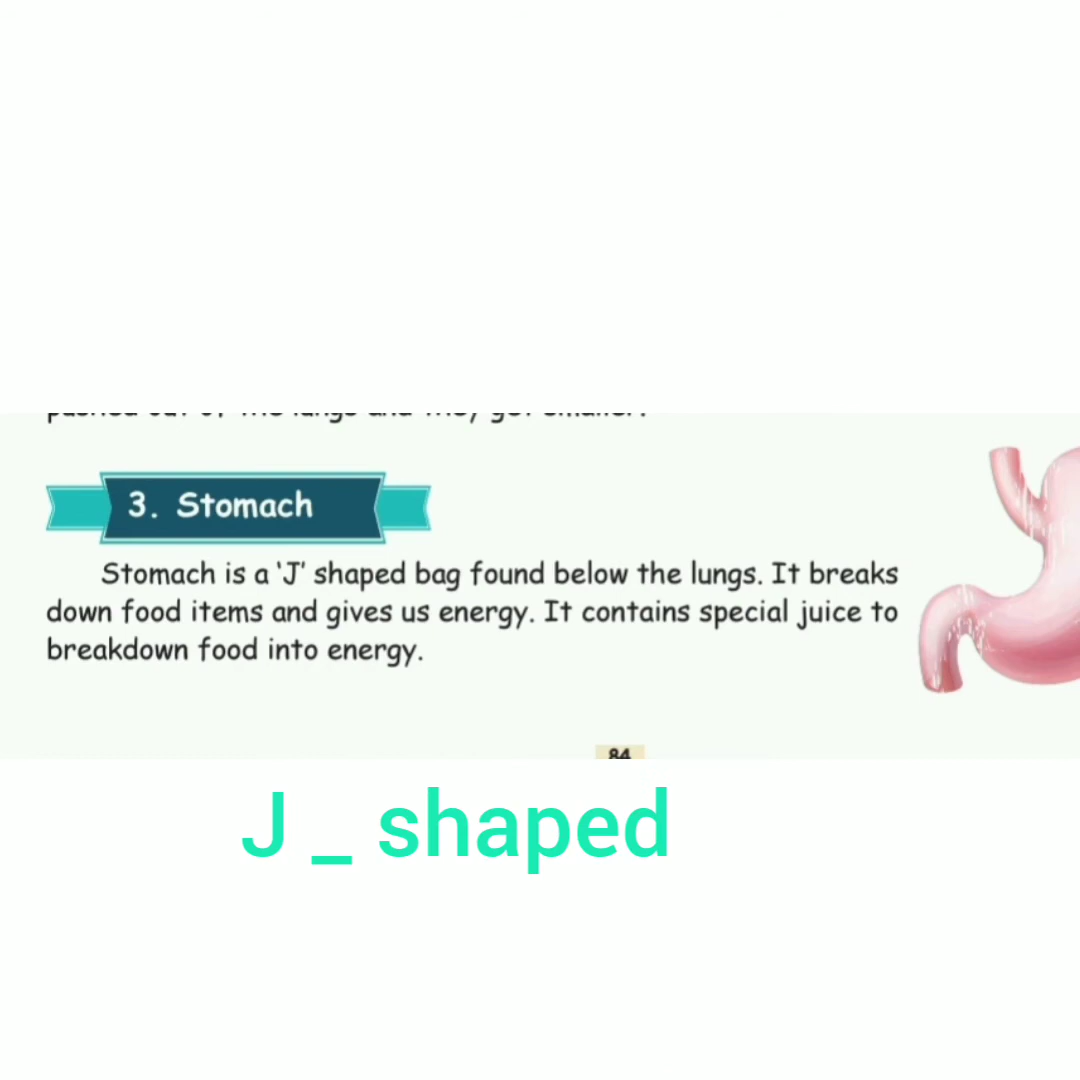 3. Stomach
Stomach is a 'J' shaped bag found below the lungs. It breaks
down food items and gives us energy. It contains special juice to
breakdown food into energy.
84
J _ shaped